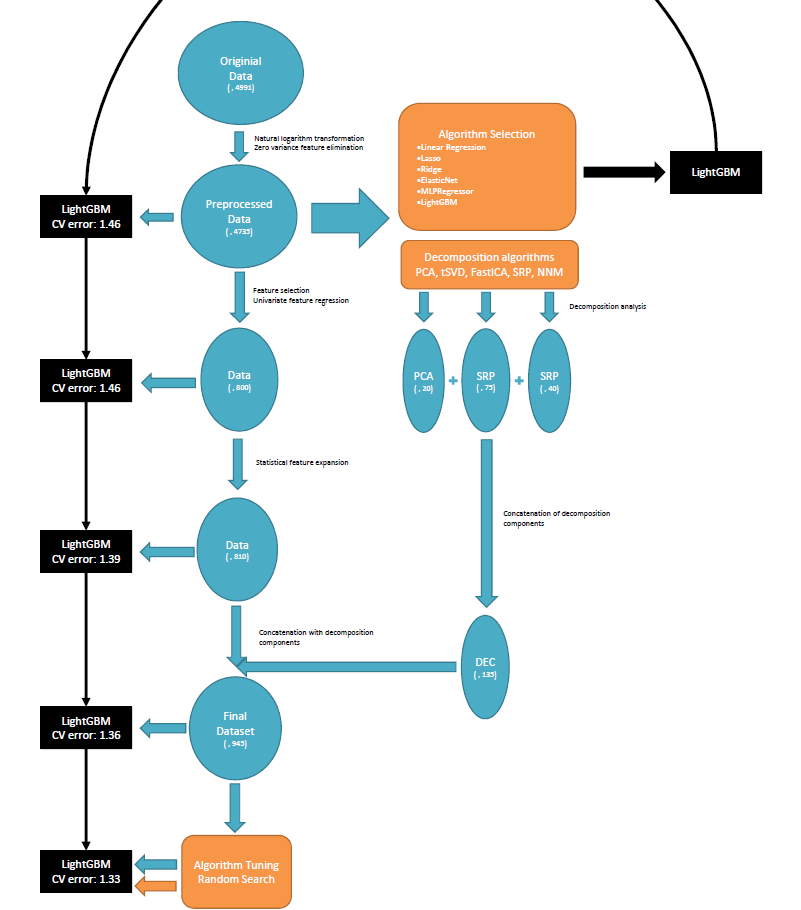 Originial
Data
( , 4991)
Natural logarithm transformation
Zero variance feature elimination
Algorithm Selection
•Linear Regression
•Lasso
•Ridge
•ElasticNet
•MLPRegressor
•LightGBM
LightGBM
LightGBM
CV error: 1.46
Preprocessed
Data
( , 4735)
Decomposition algorithms
PCA, tSVD, FastICA, SRP, NNM
Feature selection
Univariate feature regression
Decomposition analysis
LightGBM
CV error: 1.46
Data
( , 800)
PCA
( , 20)
+
SRP
( , 75)
+
SRP
( , 40)
Statistical feature expansion
Concatenation of decomposition
components
LightGBM
CV error: 1.39
Data
( , 810)
Concatenation with decomposition
components
DEC
( , 135)
LightGBM
CV error: 1.36
Final
Dataset
( , 945)
LightGBM
CV error: 1.33
Algorithm Tuning
Random Search